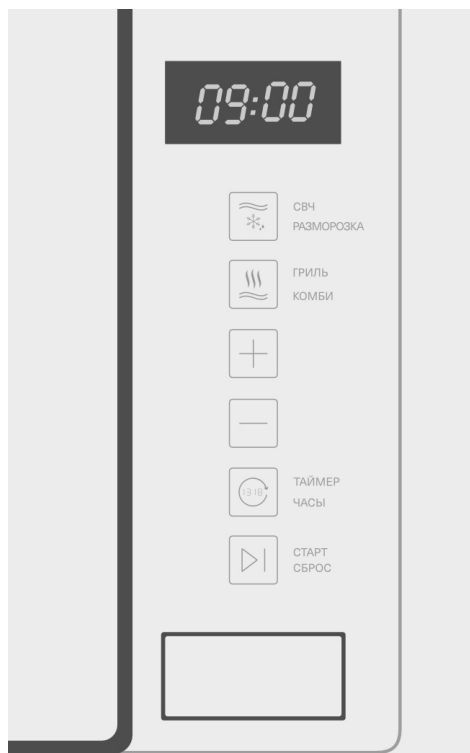 09:00
СВЧ
РАЗМОРОЗКА
ГРИЛЬ
КОМБИ
ТАЙМЕР
13:18
ЧАСЫ
СТАРТ
СБРОС